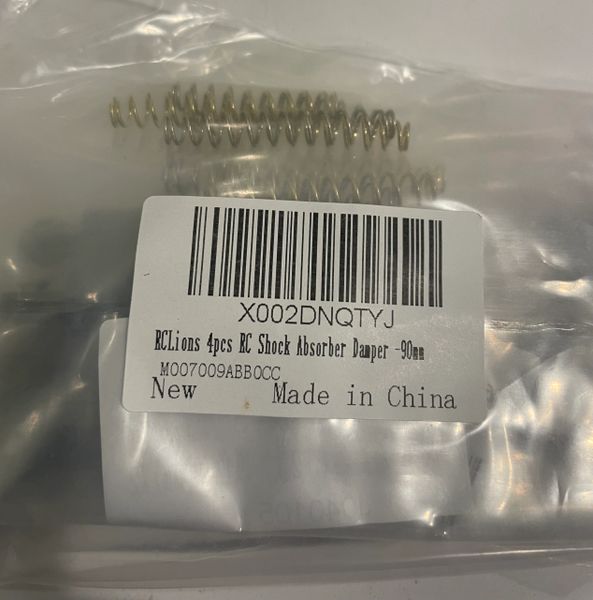 X002DNQTYJ
RCLions 4pcs RC Shock Absorber Damper -90mm
M007009ABB0CC
New Made in China